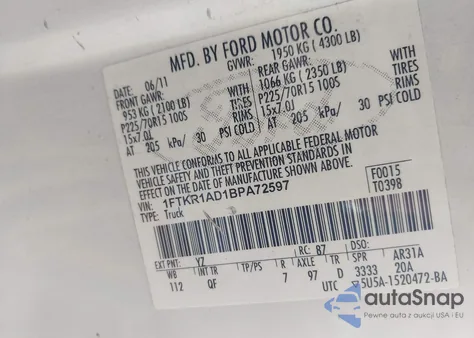 MFD. BY FORD MOTOR CO.
DATE: 06/11 GVWR: 1950 KG ( 4300 LB)
FRONT GAWR: REAR GAWR:
953 KG ( 2100 LB) WITH 1066 KG ( 2350 LB) WITH
P225/70R15 100S TIRES P225/70R15 100S TIRES
15x7.0J RIMS 15x7.0J RIMS
AT 205 kPa/ 30 PSI COLD AT 205 kPa/ 30 PSI COLD
THIS VEHICLE CONFORMS TO ALL APPLICABLE FEDERAL MOTOR
VEHICLE SAFETY AND THEFT PREVENTION STANDARDS IN
EFFECT ON THE DATE OF MANUFACTURE SHOWN ABOVE.
VIN: 1FTKR1AD1BPA72597 F0015
TYPE: Truck T0398
EXT PNT: YZ RC: 87 DSO:
WB INT TR TP/PS R AXLE TR SPR AR31A
112 QF 7 97 D 3333 20A
UTC 5U5A-1520472-BA
autoSnap
Pewne auta z aukcji USA i EU